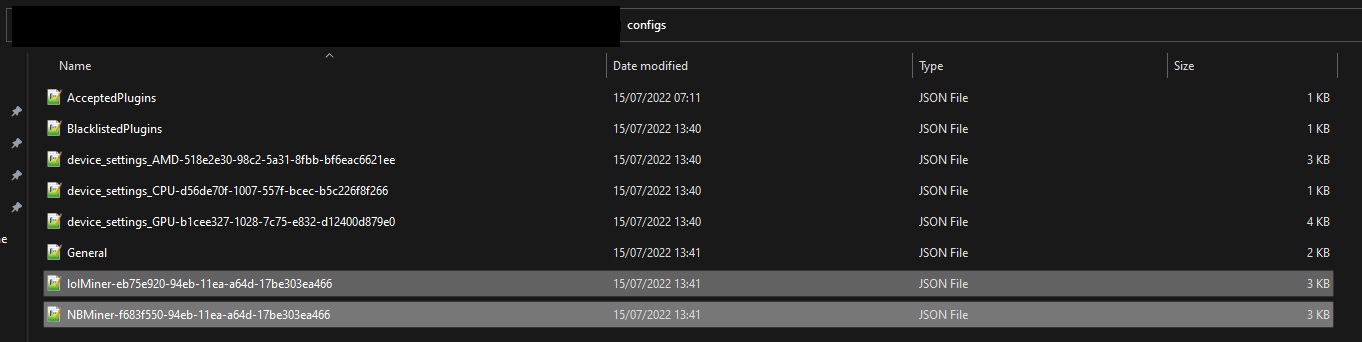 configs
Name Date modified Type Size
AcceptedPlugins 15/07/2022 07:11 JSON File 1 KB
BlacklistedPlugins 15/07/2022 13:40 JSON File 1 KB
device_settings_AMD-518e2e30-98c2-5a31-8fbb-bf6eac6621ee 15/07/2022 13:40 JSON File 3 KB
device_settings_CPU-d56de70f-1007-557f-bcec-b5c226f8f266 15/07/2022 13:40 JSON File 1 KB
device_settings_GPU-b1cee327-1028-7c75-e832-d12400d879e0 15/07/2022 13:40 JSON File 4 KB
General 15/07/2022 13:41 JSON File 2 KB
lolMiner-eb75e920-94eb-11ea-a64d-17be303ea466 15/07/2022 13:41 JSON File 3 KB
NBMiner-f683f550-94eb-11ea-a64d-17be303ea466 15/07/2022 13:41 JSON File 3 KB